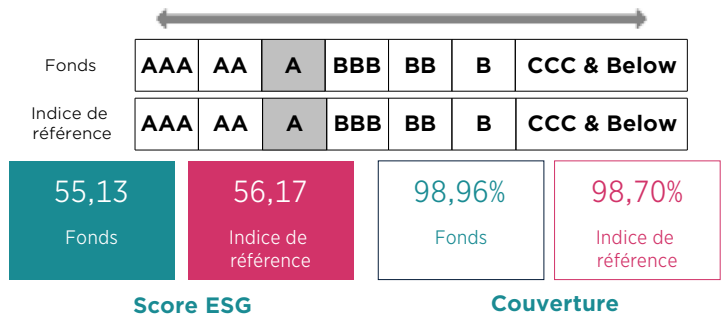 Fonds AAA AA A BBB BB B CCC & Below
Indice de
référence AAA AA A BBB BB B CCC & Below
55,13 56,17 98,96% 98,70%
Fonds Indice de Fonds Indice de
référence référence
Score ESG Couverture